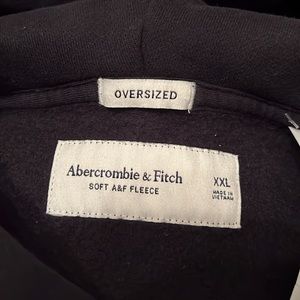 OVERSIZED
Abercrombie & Fitch
SOFT A&F FLEECE
XXL
MADE IN
VIETNAM